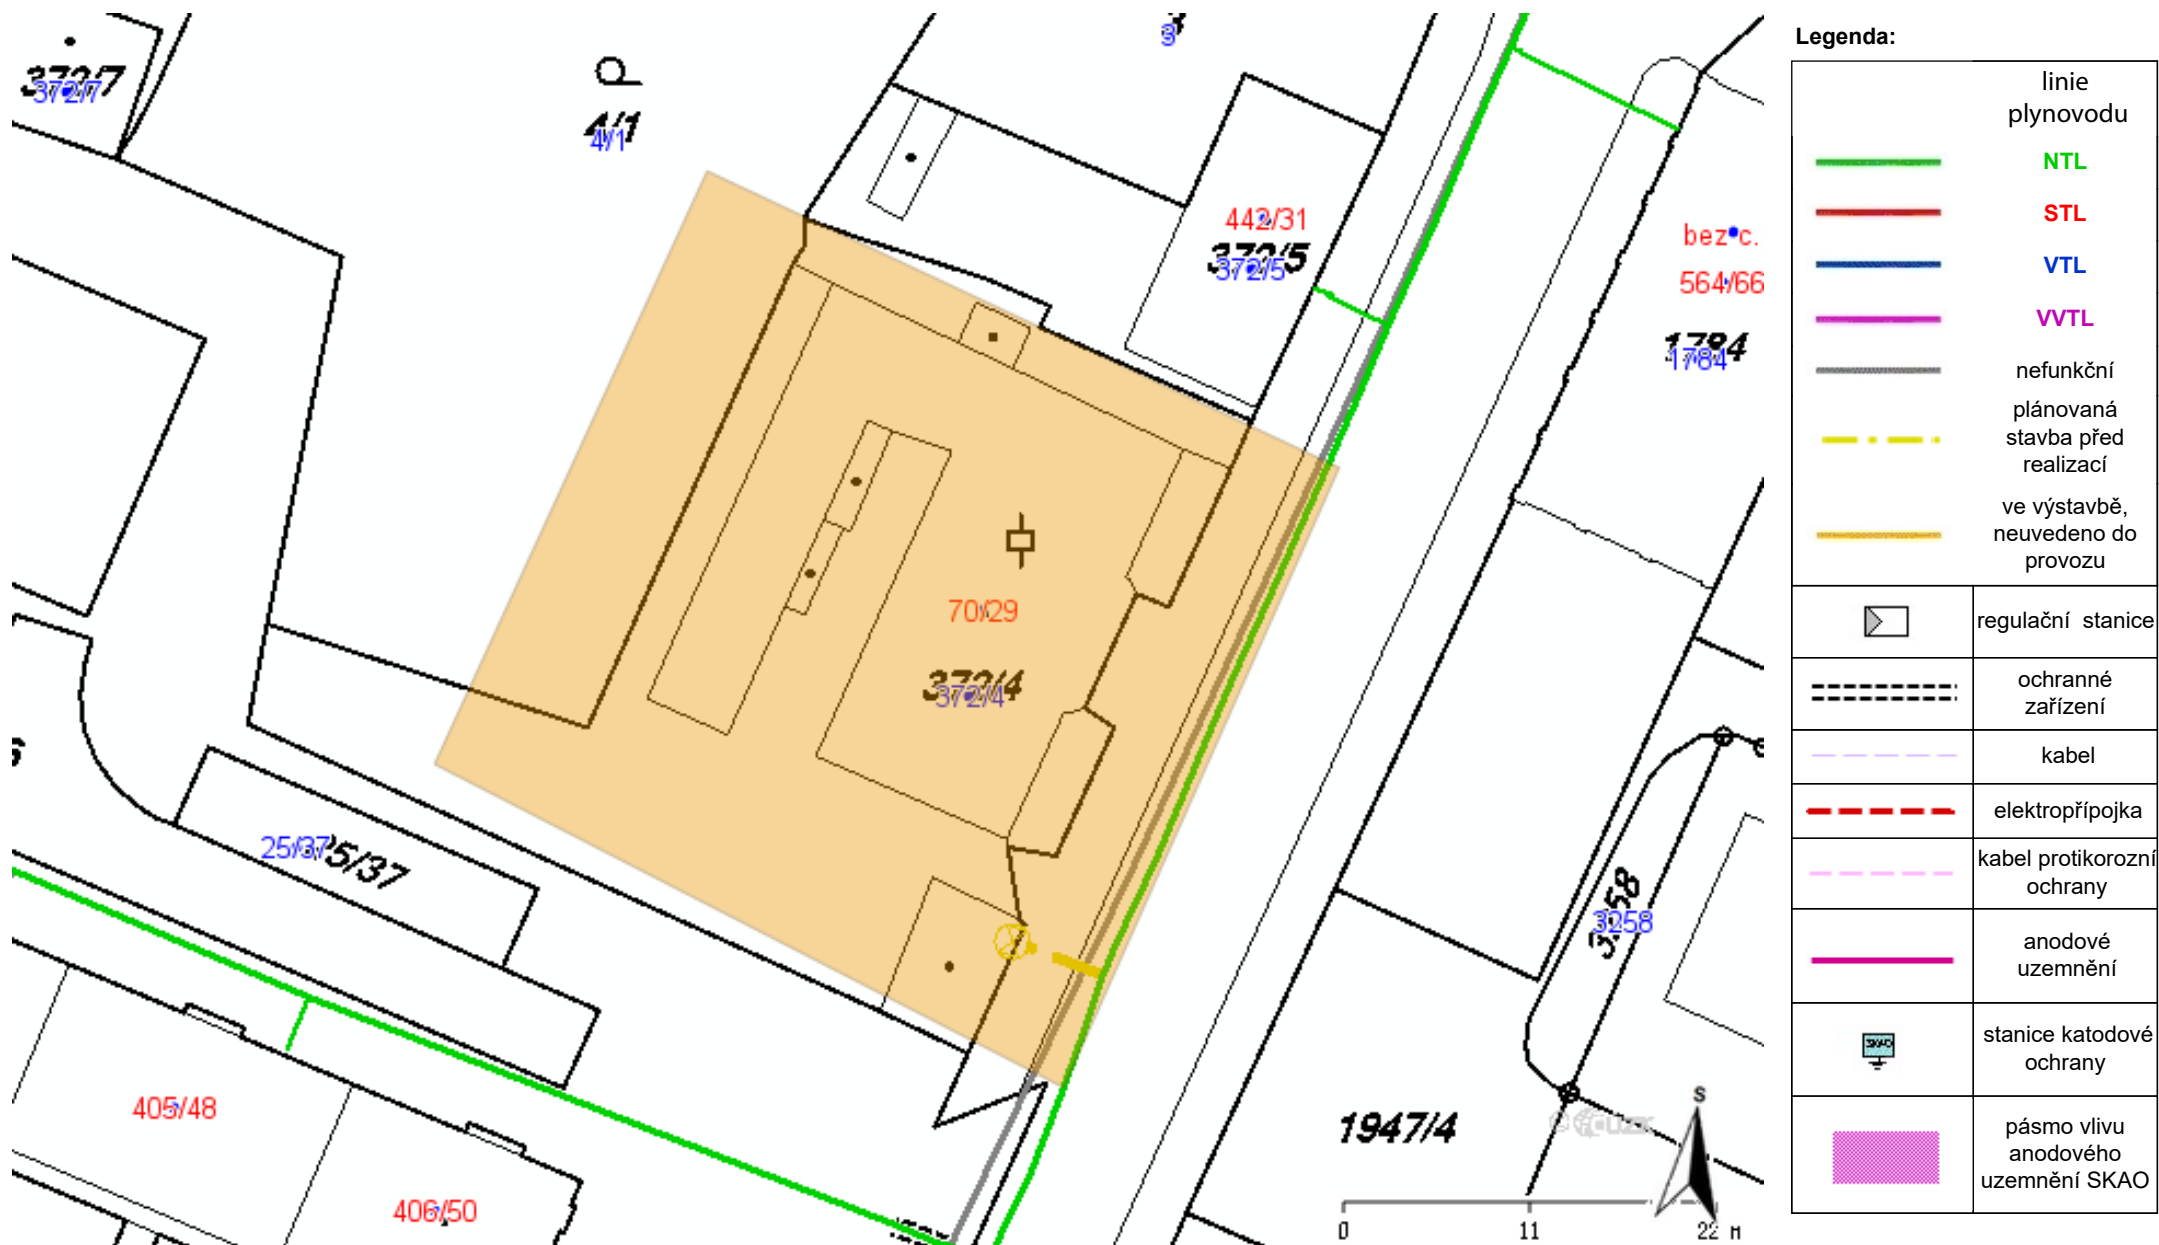 372/7
372/7
4/1
4/1
3
442/31
372/5
372/5
bez c.
564/66
1784
1784
70/29
372/4
372/4
25/37
25/37
3258
3258
405/48
406/50
1947/4
S
0 11 22 M
Legenda:
linie
plynovodu
NTL
STL
VTL
VVTL
nefunkční
plánovaná
stavba před
realizací
ve výstavbě,
neuvedeno do
provozu
regulační stanice
ochranné
zařízení
kabel
elektropřípojka
kabel protikorozní
ochrany
anodové
uzemnění
SKAO
stanice katodové
ochrany
pásmo vlivu
anodového
uzemnění SKAO